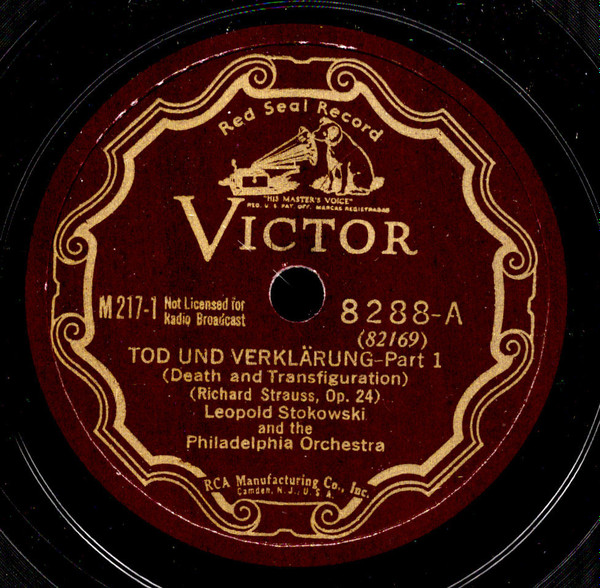 Red Seal Record
"HIS MASTER'S VOICE"
REG. U.S. PAT. OFF. MARCAS REGISTRADAS
VICTOR
M217-1 Not Licensed for
Radio Broadcast
8288-A
(82169)
TOD UND VERKLÄRUNG-Part 1
(Death and Transfiguration)
(Richard Strauss, Op. 24)
Leopold Stokowski
and the
Philadelphia Orchestra
RCA Manufacturing Co., Inc.
Camden, N.J., U.S.A.